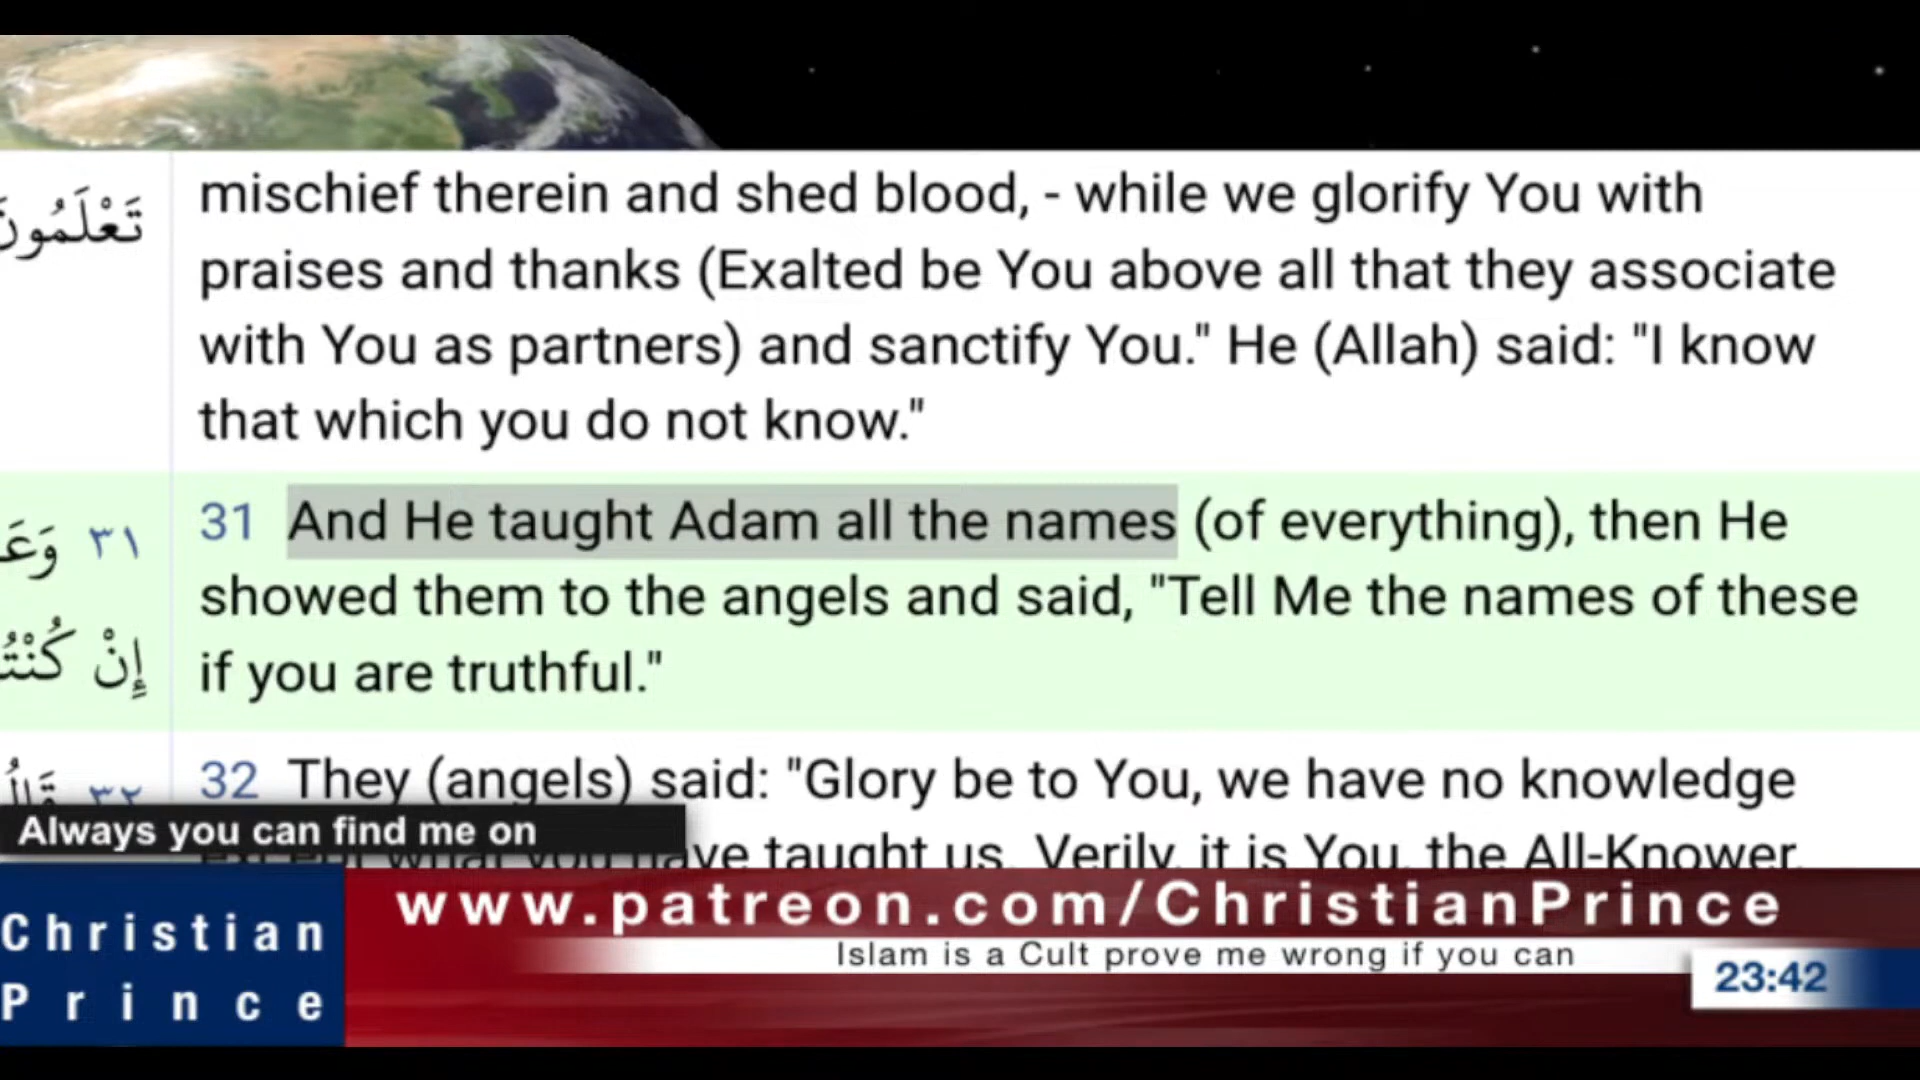 mischief therein and shed blood, - while we glorify You with
تَعْلَمُونَ
praises and thanks (Exalted be You above all that they associate
with You as partners) and sanctify You." He (Allah) said: "I know
that which you do not know."
31 And He taught Adam all the names (of everything), then He
٣١
showed them to the angels and said, "Tell Me the names of these
if you are truthful."
إِنْ
32 They (angels) said: "Glory be to You, we have no knowledge
٣٢
Always you can find me on
except what you have taught us. Verily, it is You, the All-Knower,
www.patreon.com/ChristianPrince
Christian
Prince
Islam is a Cult prove me wrong if you can
23:42